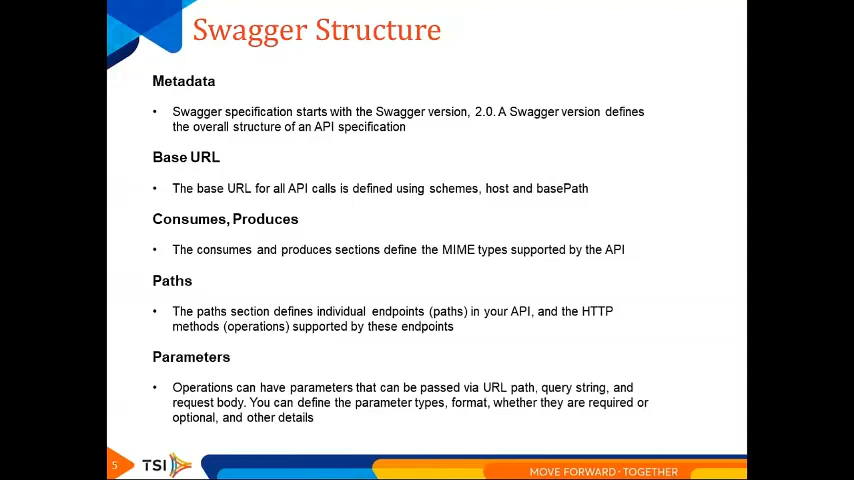 Swagger Structure
Metadata
• Swagger specification starts with the Swagger version, 2.0. A Swagger version defines
the overall structure of an API specification
Base URL
• The base URL for all API calls is defined using schemes, host and basePath
Consumes, Produces
• The consumes and produces sections define the MIME types supported by the API
Paths
• The paths section defines individual endpoints (paths) in your API, and the HTTP
methods (operations) supported by these endpoints
Parameters
• Operations can have parameters that can be passed via URL path, query string, and
request body. You can define the parameter types, format, whether they are required or
optional, and other details
5
TSI
MOVE FORWARD • TOGETHER